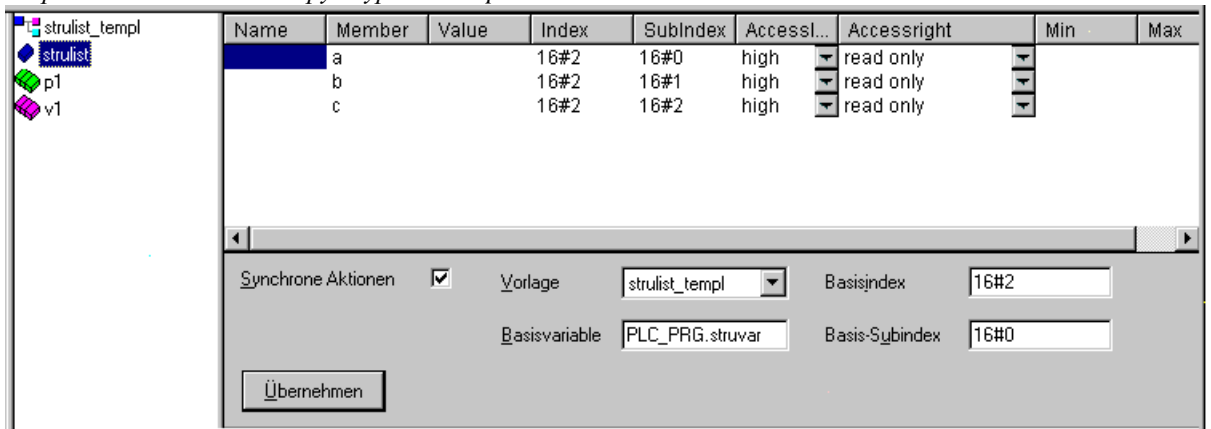 strulist_templ
strulist
p1
v1
Name Member Value Index SubIndex Accessl... Accessright Min Max
a 16#2 16#0 high read only
b 16#2 16#1 high read only
c 16#2 16#2 high read only
Synchrone Aktionen Vorlage strulist_templ Basisindex 16#2
Basisvariable PLC_PRG.struvar Basis-Subindex 16#0
Übernehmen